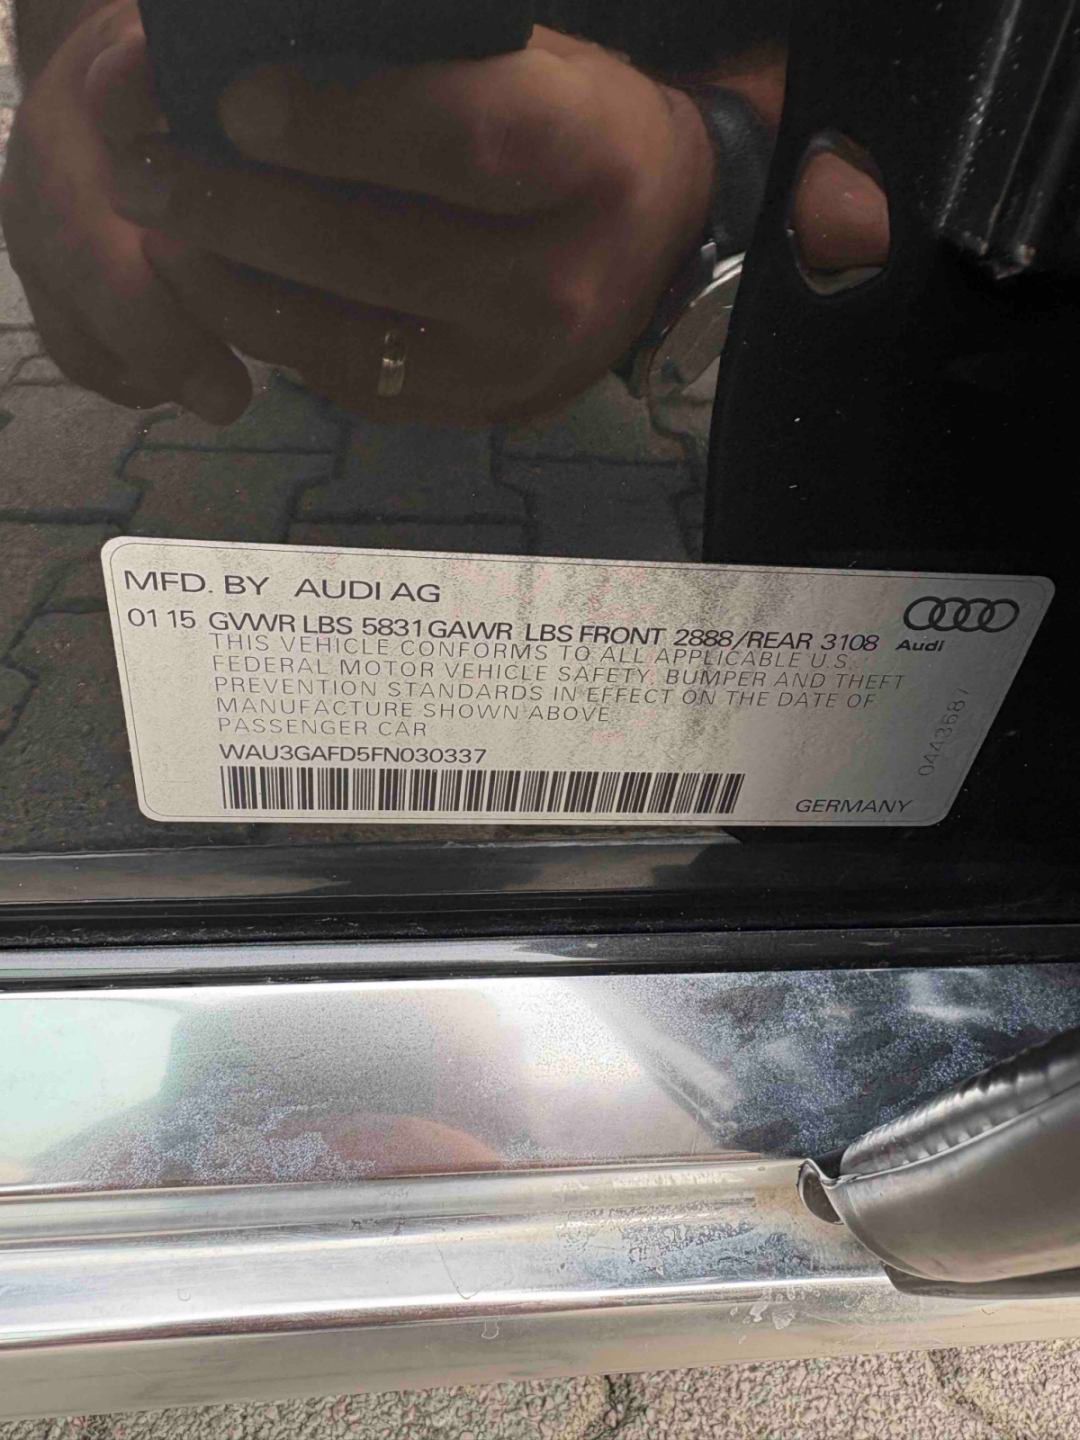 MFD. BY AUDI AG
01 15 GVWR LBS 5831 GAWR LBS FRONT 2888/REAR 3108
Audi
THIS VEHICLE CONFORMS TO ALL APPLICABLE U.S.
FEDERAL MOTOR VEHICLE SAFETY, BUMPER AND THEFT
PREVENTION STANDARDS IN EFFECT ON THE DATE OF
MANUFACTURE SHOWN ABOVE
PASSENGER CAR
WAU3GAFD5FN030337
GERMANY
0443687